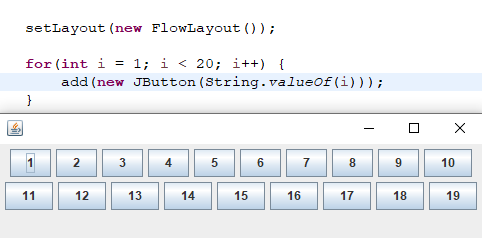 setLayout(new FlowLayout());
for(int i = 1; i < 20; i++) {
add(new JButton(String.valueOf(i)));
}
1 2 3 4 5 6 7 8 9 10
11 12 13 14 15 16 17 18 19